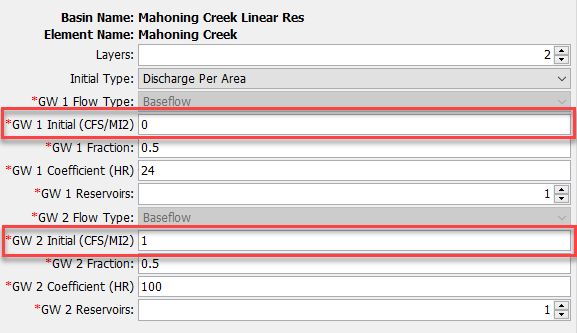 Basin Name: Mahoning Creek Linear Res
Element Name: Mahoning Creek
Layers: 2
Initial Type: Discharge Per Area
*GW 1 Flow Type: Baseflow
*GW 1 Initial (CFS/MI2) 0
*GW 1 Fraction: 0.5
*GW 1 Coefficient (HR) 24
*GW 1 Reservoirs: 1
*GW 2 Flow Type: Baseflow
*GW 2 Initial (CFS/MI2) 1
*GW 2 Fraction: 0.5
*GW 2 Coefficient (HR) 100
*GW 2 Reservoirs: 1